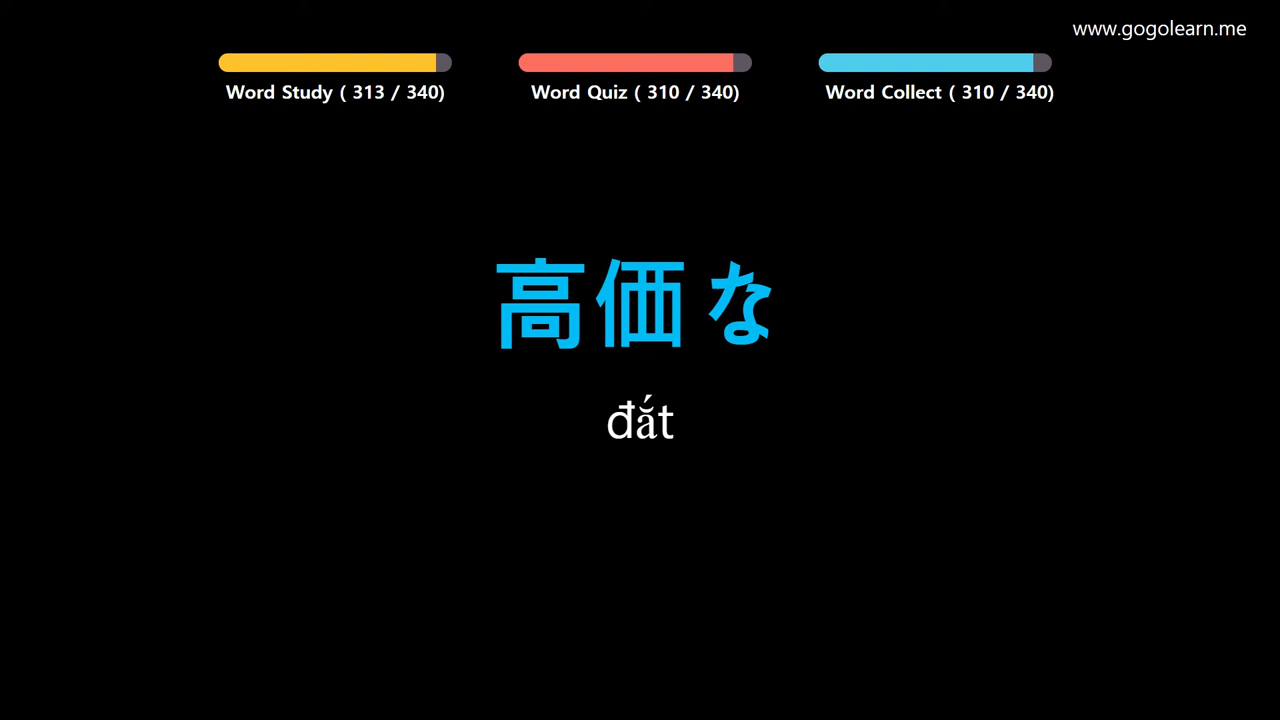 www.gogolearn.me
Word Study ( 313 / 340)
Word Quiz ( 310 / 340)
Word Collect ( 310 / 340)
高価な
đắt